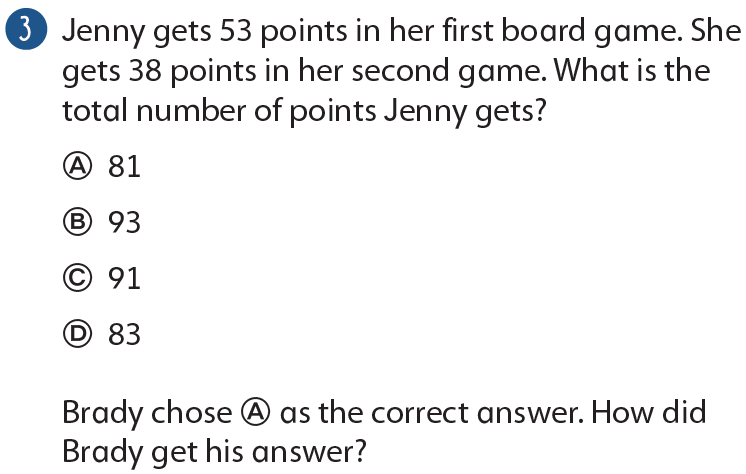 3 Jenny gets 53 points in her first board game. She
gets 38 points in her second game. What is the
total number of points Jenny gets?
Ⓐ 81
Ⓑ 93
Ⓒ 91
Ⓓ 83
Brady chose Ⓐ as the correct answer. How did
Brady get his answer?